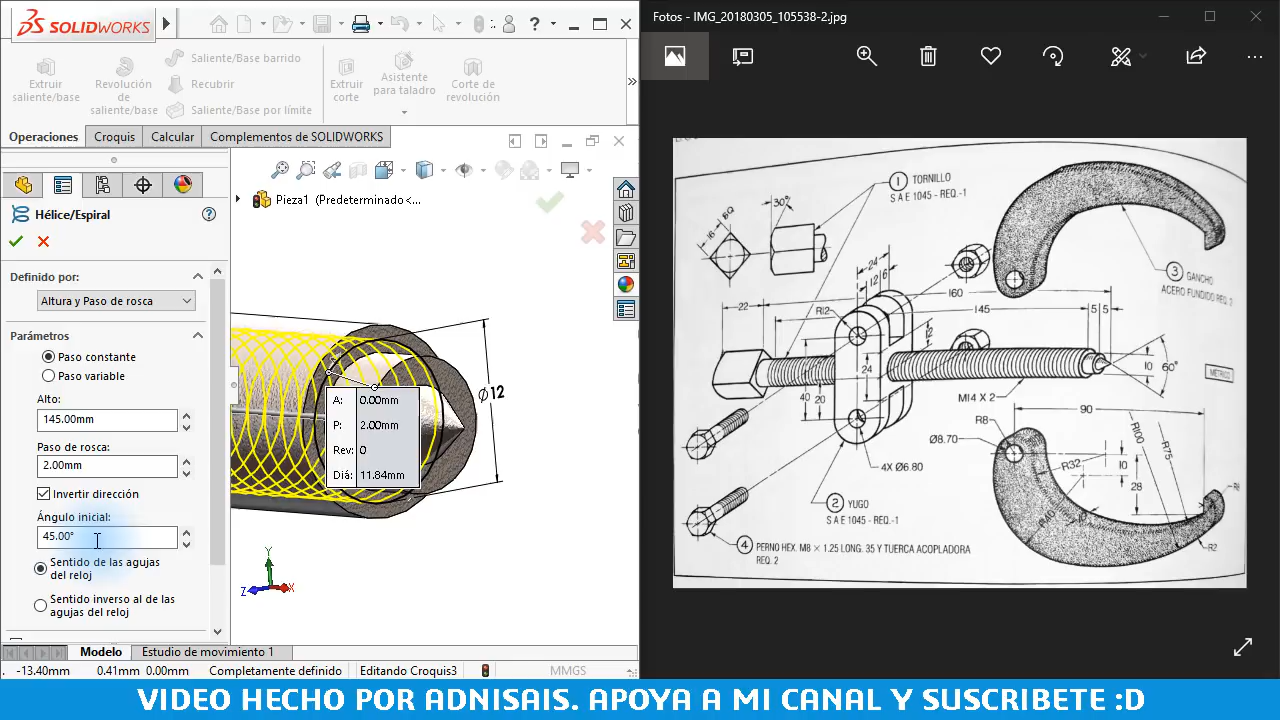 SOLIDWORKS
Extruir saliente/base
Revolución de saliente/base
Saliente/Base barrido
Recubrir
Saliente/Base por límite
Extruir corte
Asistente para taladro
Corte de revolución
Operaciones
Croquis
Calcular
Complementos de SOLIDWORKS
Pieza1 (Predeterminado<...
Hélice/Espiral
Definido por:
Altura y Paso de rosca
Parámetros
Paso constante
Paso variable
Alto:
145.00mm
Paso de rosca:
2.00mm
Invertir dirección
Ángulo inicial:
45.00°
Sentido de las agujas
del reloj
Sentido inverso al de las
agujas del reloj
A: 0.00mm
P: 2.00mm
Rev: 0
Diá: 11.84mm
Ø12
Y
Z
X
Modelo
Estudio de movimiento 1
-13.40mm 0.41mm 0.00mm Completamente definido Editando Croquis3 MMGS
Fotos - IMG_20180305_105538-2.jpg
1 TORNILLO
S A E 1045 - REQ.-1
16
30°
24
12
6
160
22
145
5
5
R12
12
24
40
20
10
60°
M14 X 2
MÉTRICO
3 GANCHO
ACERO FUNDIDO REQ. 2
4X Ø6.80
2 YUGO
S A E 1045 -REQ.-1
4 PERNO HEX. M8 × 1.25 LONG. 35 Y TUERCA ACOPLADORA
REQ. 2
90
R8
Ø8.70
R100
R75
R32
10
28
R40
R8
R2
VIDEO HECHO POR ADNISAIS. APOYA A MI CANAL Y SUSCRIBETE :D